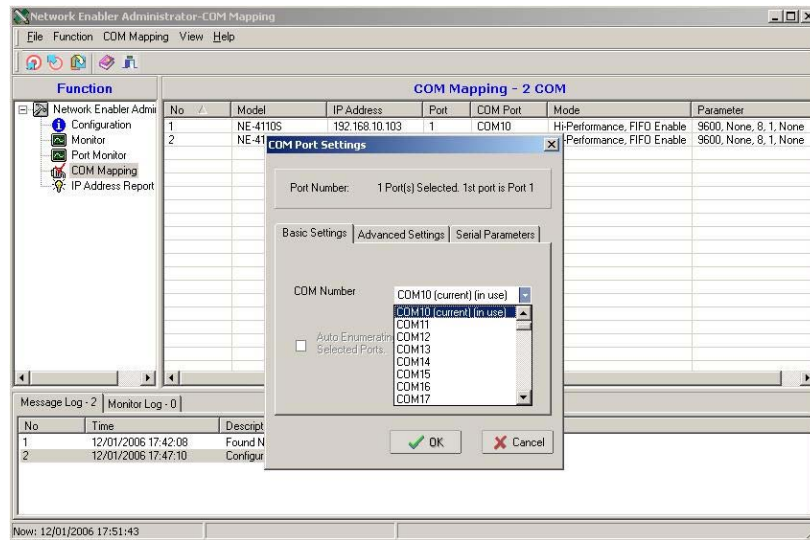 Network Enabler Administrator-COM Mapping
File Function COM Mapping View Help
Function
COM Mapping - 2 COM
Network Enabler Admi
Configuration
Monitor
Port Monitor
COM Mapping
IP Address Report
No Model IP Address Port COM Port Mode Parameter
1 NE-4110S 192.168.10.103 1 COM10 Hi-Performance, FIFO Enable 9600, None, 8, 1, None
2 NE-41 -Performance, FIFO Enable 9600, None, 8, 1, None
COM Port Settings
Port Number: 1 Port(s) Selected. 1st port is Port 1
Basic Settings Advanced Settings Serial Parameters
COM Number COM10 (current) (in use)
COM10 (current) (in use)
COM11
COM12
COM13
COM14
COM15
COM16
COM17
Auto Enumeratin
Selected Ports.
OK Cancel
Message Log - 2 Monitor Log - 0
No Time Descript
1 12/01/2006 17:42:08 Found N
2 12/01/2006 17:47:10 Configur
Now: 12/01/2006 17:51:43